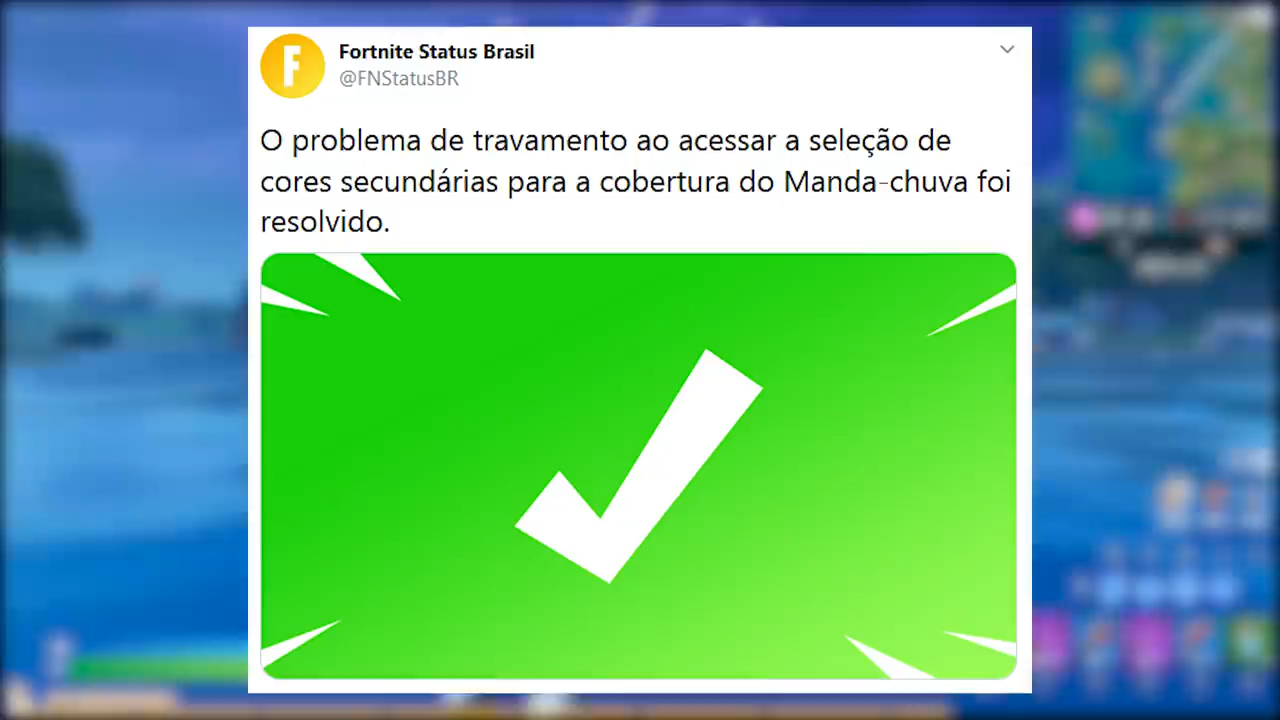 Fortnite Status Brasil
@FNStatusBR
O problema de travamento ao acessar a seleção de
cores secundárias para a cobertura do Manda-chuva foi
resolvido.